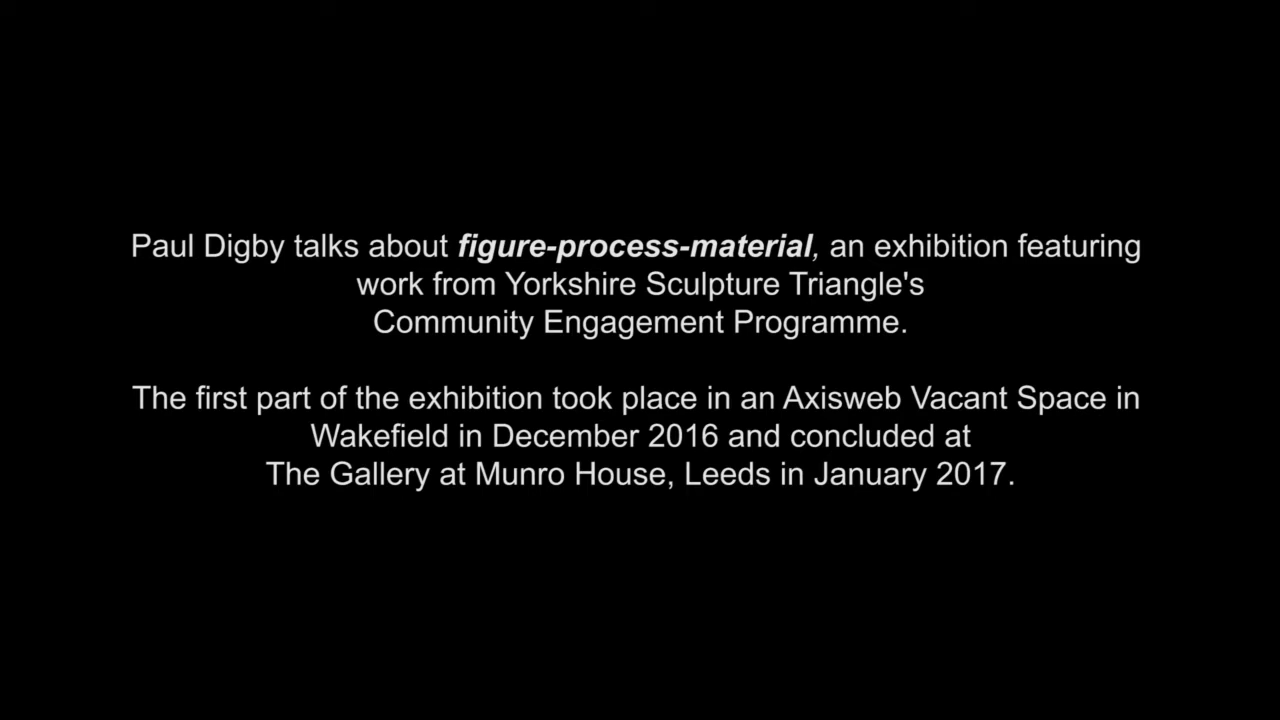 Paul Digby talks about figure-process-material, an exhibition featuring
work from Yorkshire Sculpture Triangle's
Community Engagement Programme.
The first part of the exhibition took place in an Axisweb Vacant Space in
Wakefield in December 2016 and concluded at
The Gallery at Munro House, Leeds in January 2017.